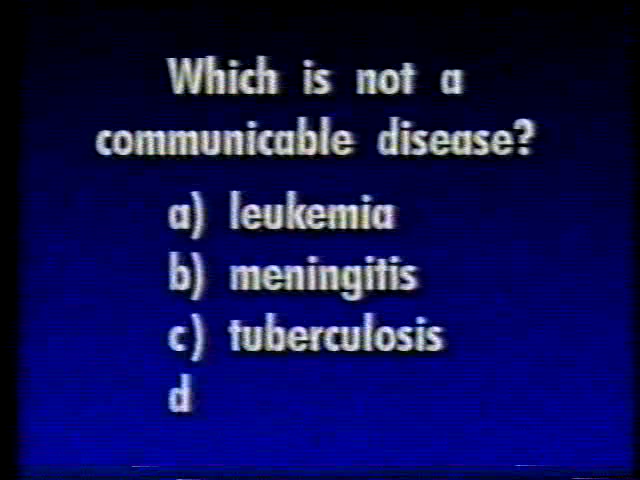 Which is not a
communicable disease?
a) leukemia
b) meningitis
c) tuberculosis
d